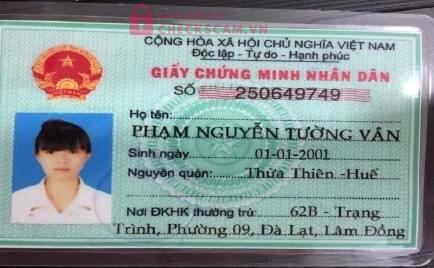 CHECKSCAM.VN
CỘNG HÒA XÃ HỘI CHỦ NGHĨA VIỆT NAM
Độc lập - Tự do - Hạnh phúc
GIẤY CHỨNG MINH NHÂN DÂN
SỐ 250649749
Họ tên:
PHẠM NGUYỄN TƯỜNG VÂN
Sinh ngày 01-01-2001
Nguyên quán: Thừa Thiên -Huế
Nơi ĐKHK thường trú: 62B - Trạng
Trình, Phường 09, Đà Lạt, Lâm Đồng